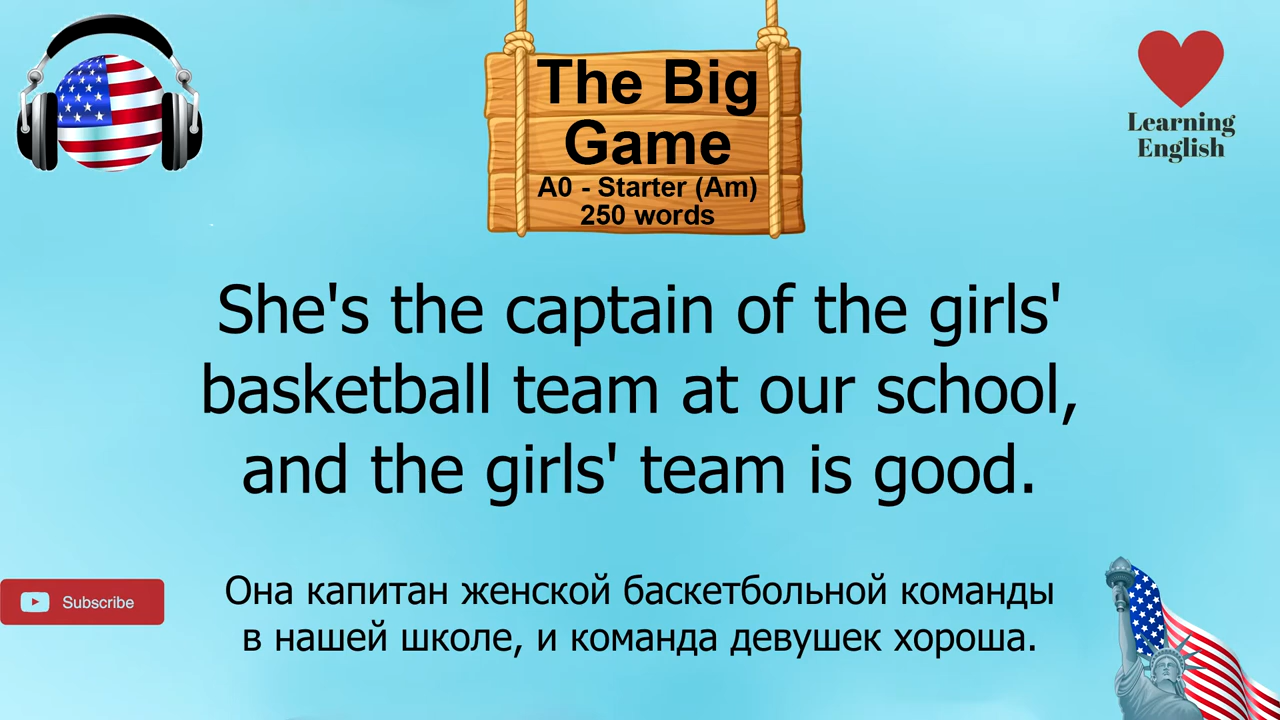 The Big
Game
A0 - Starter (Am)
250 words
Learning
English
She's the captain of the girls'
basketball team at our school,
and the girls' team is good.
Subscribe
Она капитан женской баскетбольной команды
в нашей школе, и команда девушек хороша.